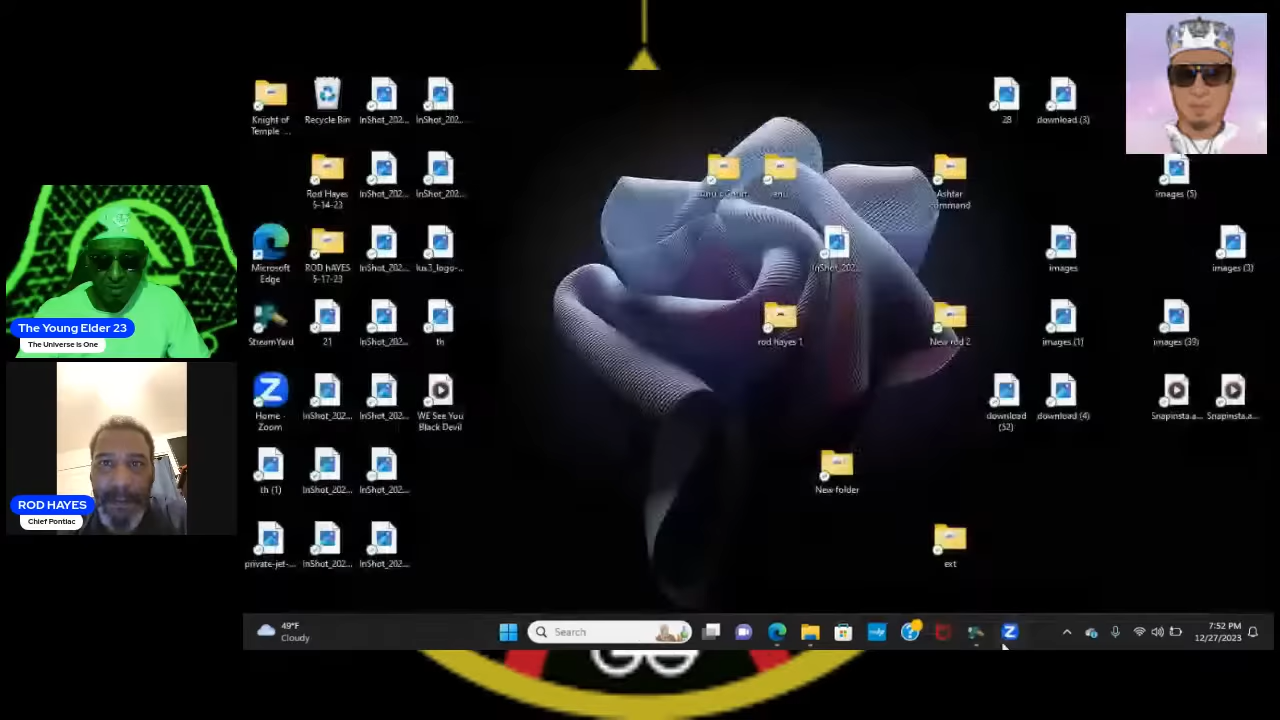 Knight of
Temple ...
Recycle Bin
InShot_202...
InShot_202...
28
download (3)
Rod Hayes
5-14-23
InShot_202...
InShot_202...
Ashtar
command
images (5)
Microsoft
Edge
ROD hAYES
5-17-23
InShot_202...
InShot_202...
images
images (3)
The Young Elder 23
The Universe is One
StreamYard
21
InShot_202...
th
rod hayes 1
New rod 2
images (1)
images (39)
Home -
Zoom
InShot_202...
InShot_202...
WE See You
Black Devil
download
(52)
download (4)
Snapinsta.a...
Snapinsta.a...
ROD HAYES
Chief Pontiac
th (1)
InShot_202...
InShot_202...
New folder
private-jet-...
InShot_202...
InShot_202...
ext
49°F
Cloudy
Search
7:52 PM
12/27/2023